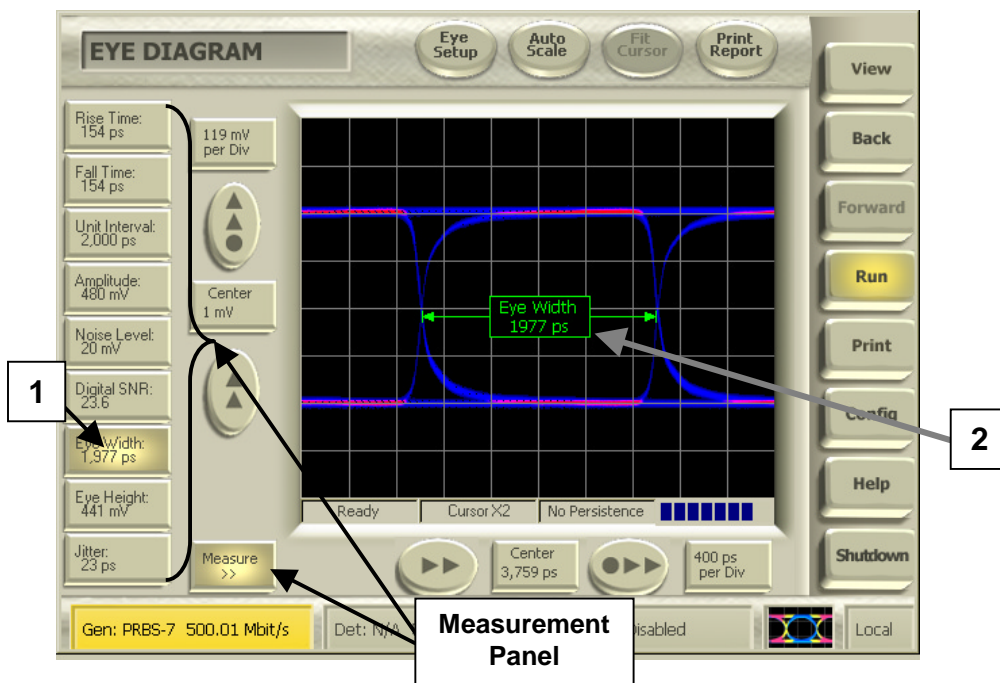 EYE DIAGRAM
Eye
Setup
Auto
Scale
Fit
Cursor
Print
Report
View
Back
Forward
Run
Print
Config
Help
Shutdown
Rise Time:
154 ps
Fall Time:
154 ps
Unit Interval:
2,000 ps
Amplitude:
480 mV
Noise Level:
20 mV
Digital SNR:
23.6
Eye Width:
1,977 ps
Eye Height:
441 mV
Jitter:
23 ps
119 mV
per Div
Center
1 mV
Measure
>>
Eye Width
1977 ps
Ready
Cursor X2
No Persistence
Center
3,759 ps
400 ps
per Div
1
2
Measurement
Panel
Gen: PRBS-7 500.01 Mbit/s
Det: N/A
Disabled
Local